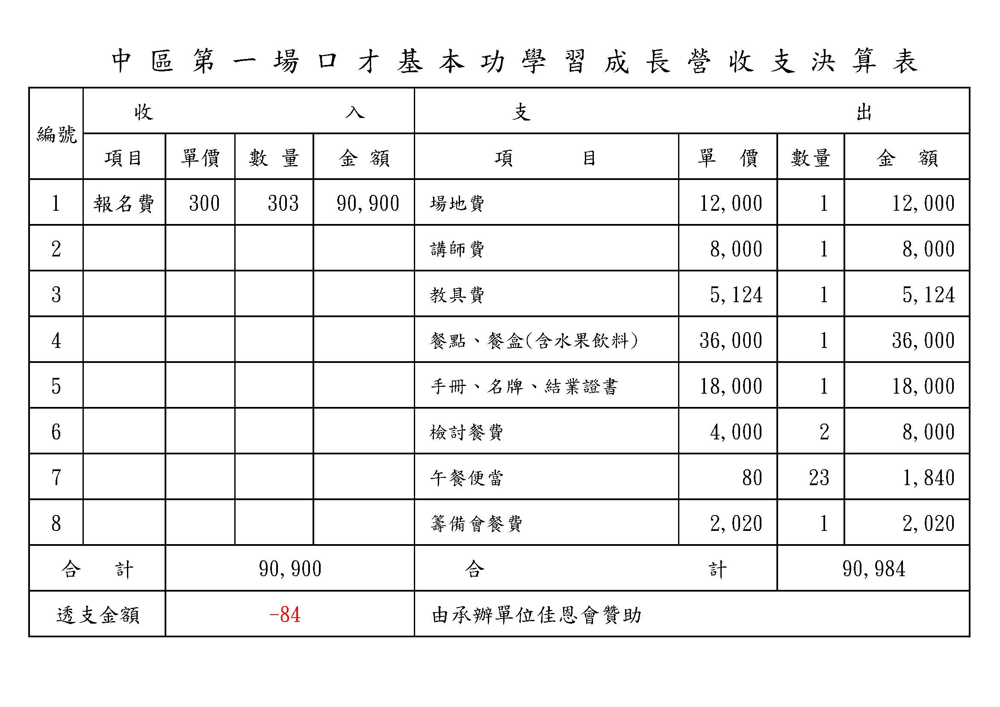 中區第一場口才基本功學習成長營收支決算表
編號 收入 支出
項目 單價 數量 金額 項目 單價 數量 金額
1 報名費 300 303 90,900 場地費 12,000 1 12,000
2 講師費 8,000 1 8,000
3 教具費 5,124 1 5,124
4 餐點、餐盒(含水果飲料) 36,000 1 36,000
5 手冊、名牌、結業證書 18,000 1 18,000
6 檢討餐費 4,000 2 8,000
7 午餐便當 80 23 1,840
8 籌備會餐費 2,020 1 2,020
合計 90,900 合計 90,984
透支金額 -84 由承辦單位佳恩會贊助